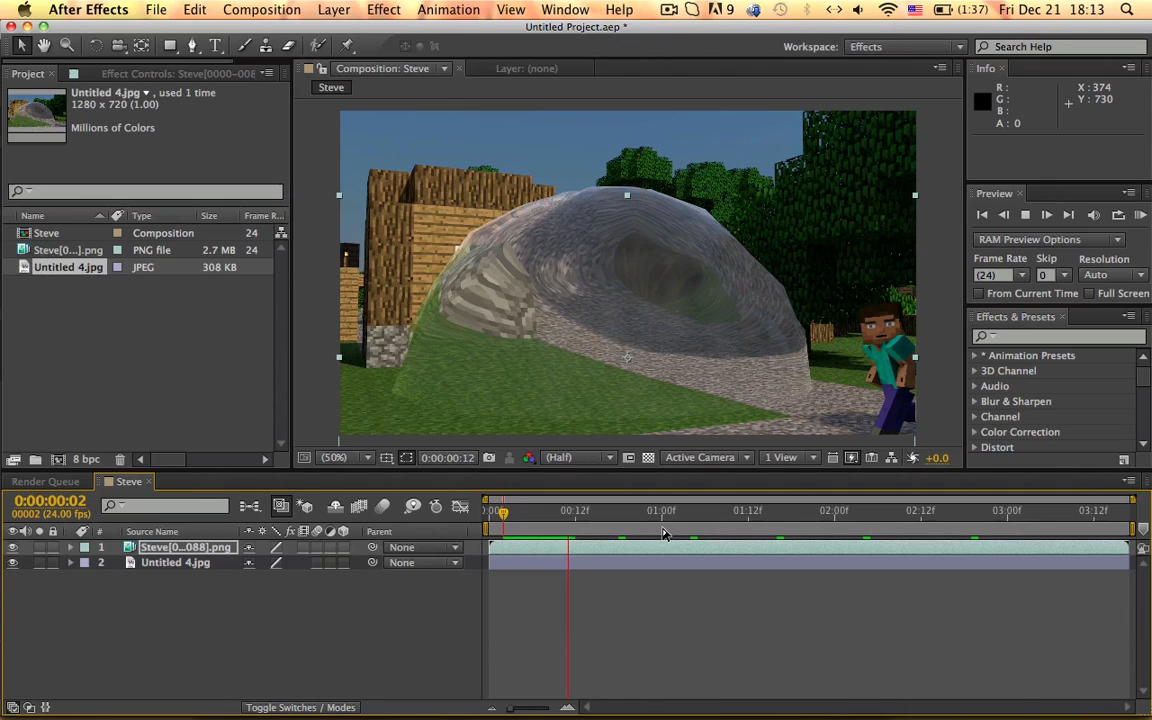 After Effects File Edit Composition Layer Effect Animation View Window Help 9 (1:37) Fri Dec 21 18:13
Untitled Project.aep *
Workspace: Effects Search Help
Project Effect Controls: Steve[0000-008 Composition: Steve Layer: (none) Info
Steve
Untitled 4.jpg , used 1 time
1280 x 720 (1.00)
Millions of Colors
R: X: 374
G: Y: 730
B:
A: 0
Preview
RAM Preview Options
Frame Rate Skip Resolution
(24) 0 Auto
From Current Time Full Screen
Effects & Presets
* Animation Presets
3D Channel
Audio
Blur & Sharpen
Channel
Color Correction
Distort
Name Type Size Frame R...
Steve Composition 24
Steve[0...].png PNG file 2.7 MB 24
Untitled 4.jpg JPEG 308 KB
8 bpc
(50%) 0:00:00:12 (Half) Active Camera 1 View +0.0
Render Queue Steve
0:00:00:02
00002 (24.00 fps)
00:12f 01:00f 01:12f 02:00f 02:12f 03:00f 03:12f
# Source Name fx Parent
1 Steve[0...088].png None
2 Untitled 4.jpg None
Toggle Switches / Modes